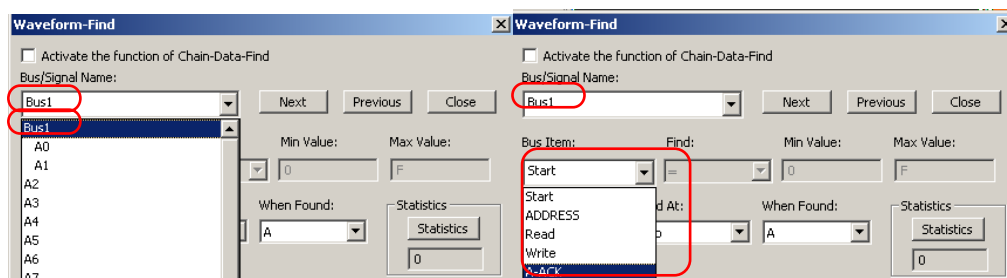 Waveform-Find
Activate the function of Chain-Data-Find
Bus/Signal Name:
Bus1
Next
Previous
Close
Bus1
A0
A1
A2
A3
A4
A5
A6
A7
Min Value:
Max Value:
0
F
When Found:
A
Statistics
Statistics
0
Waveform-Find
Activate the function of Chain-Data-Find
Bus/Signal Name:
Bus1
Next
Previous
Close
Bus Item:
Find:
Min Value:
Max Value:
Start
=
0
F
Start
ADDRESS
Read
Write
A-ACK
d At:
When Found:
A
Statistics
Statistics
0